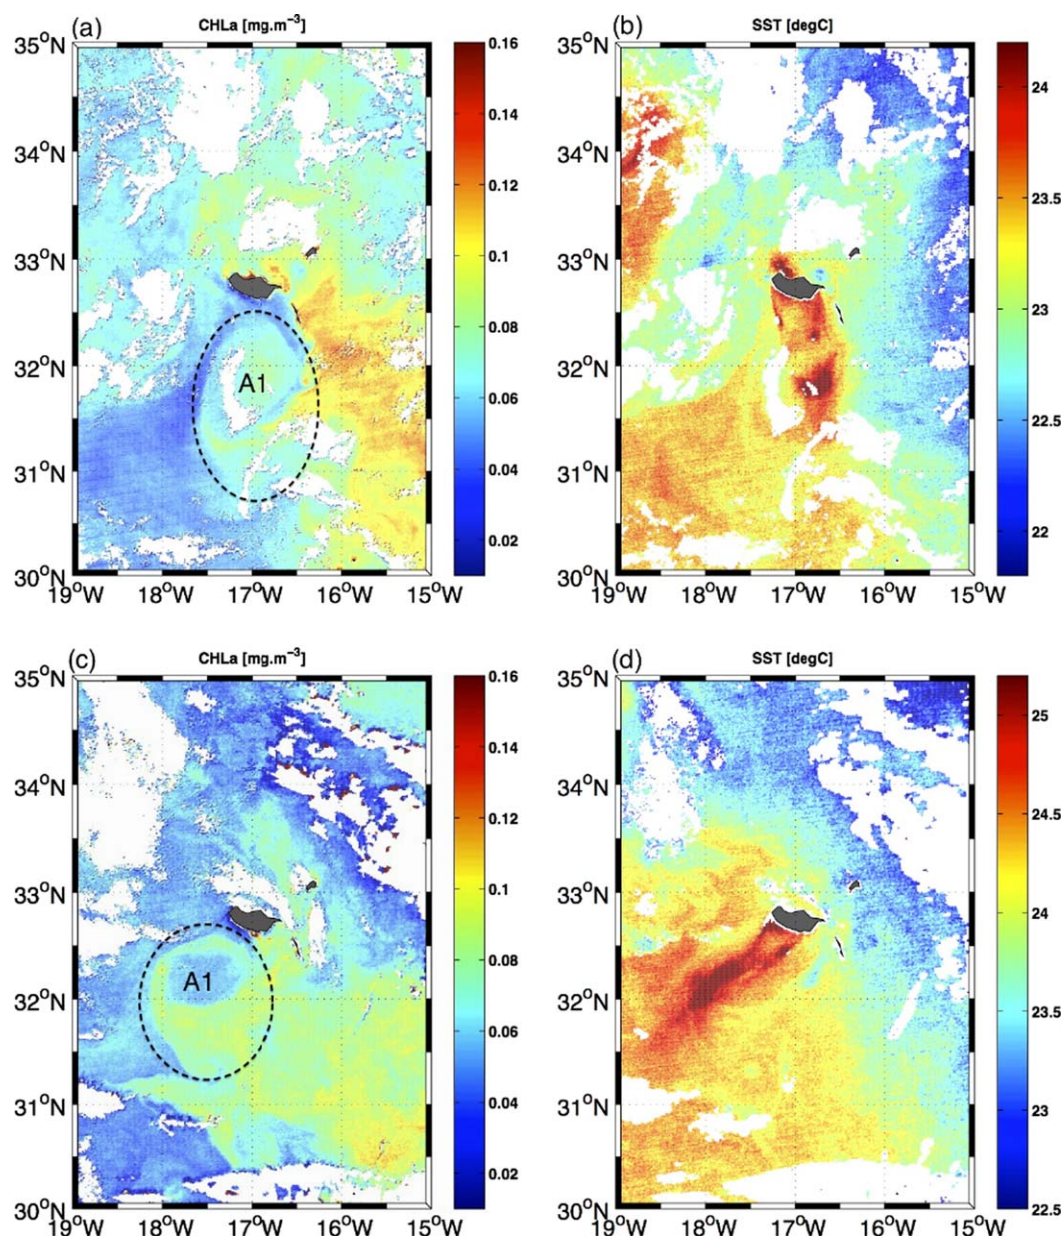 (a) CHLa [mg.m⁻³]
35°N
34°N
33°N
32°N
31°N
30°N
A1
19°W 18°W 17°W 16°W 15°W
0.16
0.14
0.12
0.10
0.08
0.06
0.04
0.02
(b) SST [degC]
35°N
34°N
33°N
32°N
31°N
30°N
19°W 18°W 17°W 16°W 15°W
24
23.5
23
22.5
22
(c) CHLa [mg.m⁻³]
35°N
34°N
33°N
32°N
31°N
30°N
A1
19°W 18°W 17°W 16°W 15°W
0.16
0.14
0.12
0.10
0.08
0.06
0.04
0.02
(d) SST [degC]
35°N
34°N
33°N
32°N
31°N
30°N
19°W 18°W 17°W 16°W 15°W
25
24.5
24
23.5
23
22.5